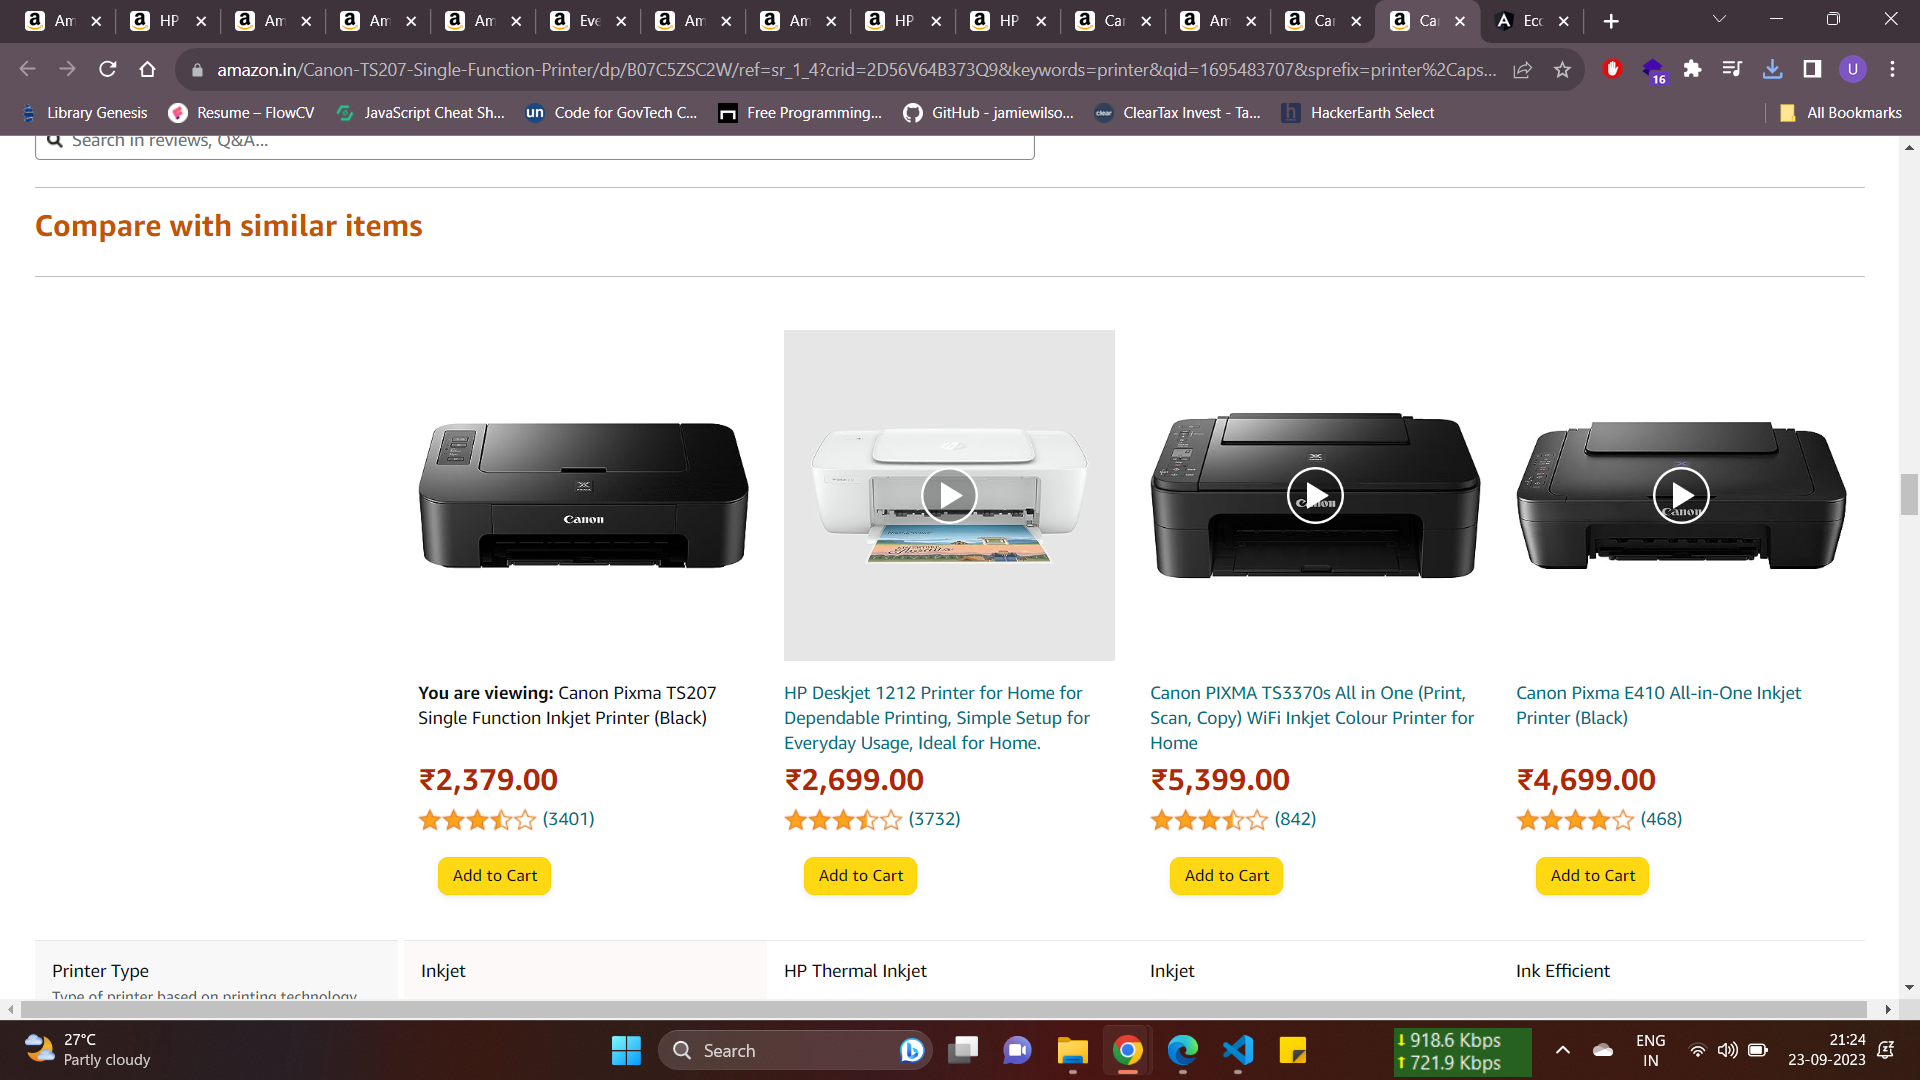 Am
HP
Am
Am
Am
Eve
Am
Am
HP
HP
Ca
Am
Ca
Ca
Ecc
amazon.in/Canon-TS207-Single-Function-Printer/dp/B07C5ZSC2W/ref=sr_1_4?crid=2D56V64B373Q9&keywords=printer&qid=1695483707&sprefix=printer%2Caps...
16
U
Library Genesis
Resume – FlowCV
JavaScript Cheat Sh...
un
Code for GovTech C...
Free Programming...
GitHub - jamiewilso...
clear
ClearTax Invest - Ta...
h
HackerEarth Select
All Bookmarks
Search in reviews, Q&A...
Compare with similar items
Canon
Canon
Canon
You are viewing: Canon Pixma TS207
Single Function Inkjet Printer (Black)
₹2,379.00
(3401)
Add to Cart
HP Deskjet 1212 Printer for Home for
Dependable Printing, Simple Setup for
Everyday Usage, Ideal for Home.
₹2,699.00
(3732)
Add to Cart
Canon PIXMA TS3370s All in One (Print,
Scan, Copy) WiFi Inkjet Colour Printer for
Home
₹5,399.00
(842)
Add to Cart
Canon Pixma E410 All-in-One Inkjet
Printer (Black)
₹4,699.00
(468)
Add to Cart
Printer Type
Type of printer based on printing technology
Inkjet
HP Thermal Inkjet
Inkjet
Ink Efficient
27°C
Partly cloudy
Search
918.6 Kbps
721.9 Kbps
ENG
IN
21:24
23-09-2023